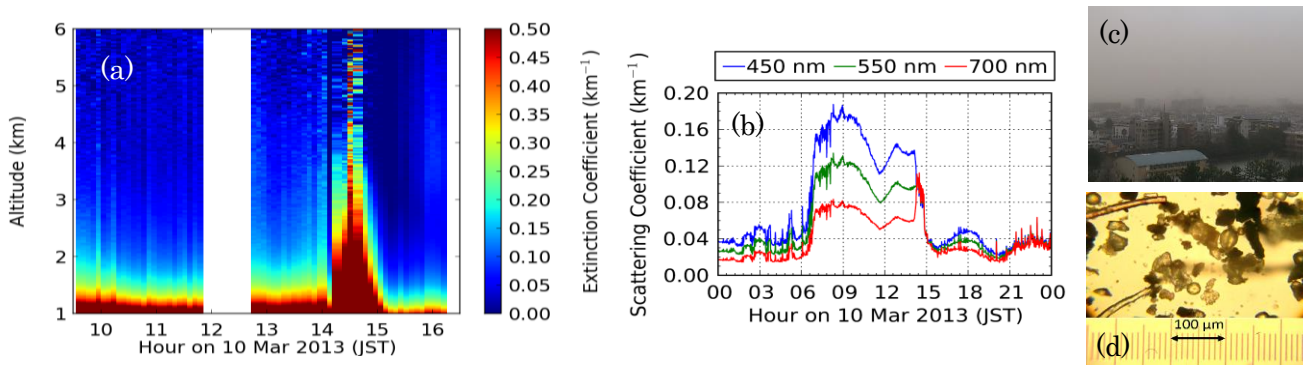 (a)
6
5
4
3
2
1
Altitude (km)
10 11 12 13 14 15 16
Hour on 10 Mar 2013 (JST)
0.50
0.45
0.40
0.35
0.30
0.25
0.20
0.15
0.10
0.05
0.00
Extinction Coefficient (km⁻¹)
450 nm 550 nm 700 nm
(b)
0.20
0.16
0.12
0.08
0.04
0.00
Scattering Coefficient (km⁻¹)
00 03 06 09 12 15 18 21 00
Hour on 10 Mar 2013 (JST)
(c)
100 μm
(d)